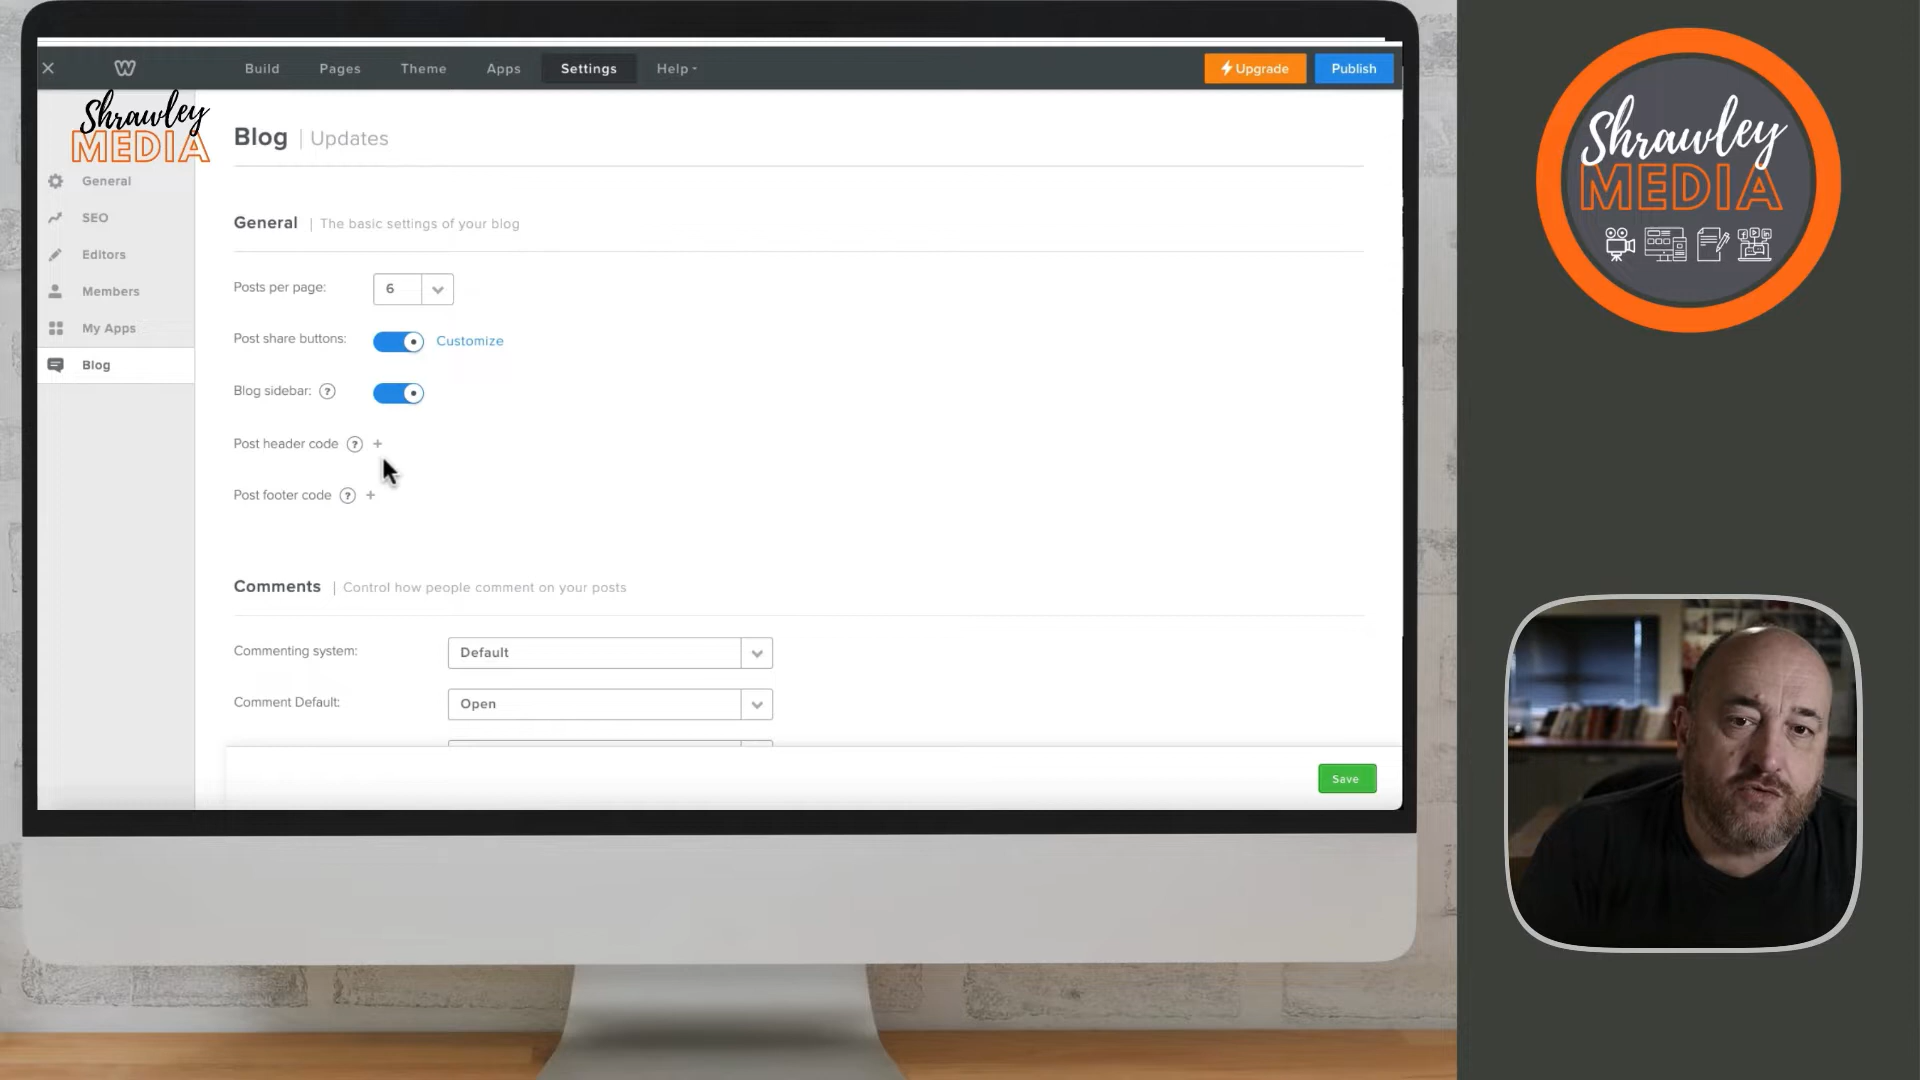 Build Pages Theme Apps Settings Help
Upgrade Publish
Shrawley
MEDIA
General
SEO
Editors
Members
My Apps
Blog
Blog | Updates
General | The basic settings of your blog
Posts per page: 6
Post share buttons: Customize
Blog sidebar: ?
Post header code ? +
Post footer code ? +
Comments | Control how people comment on your posts
Commenting system: Default
Comment Default: Open
Save
Shrawley
MEDIA